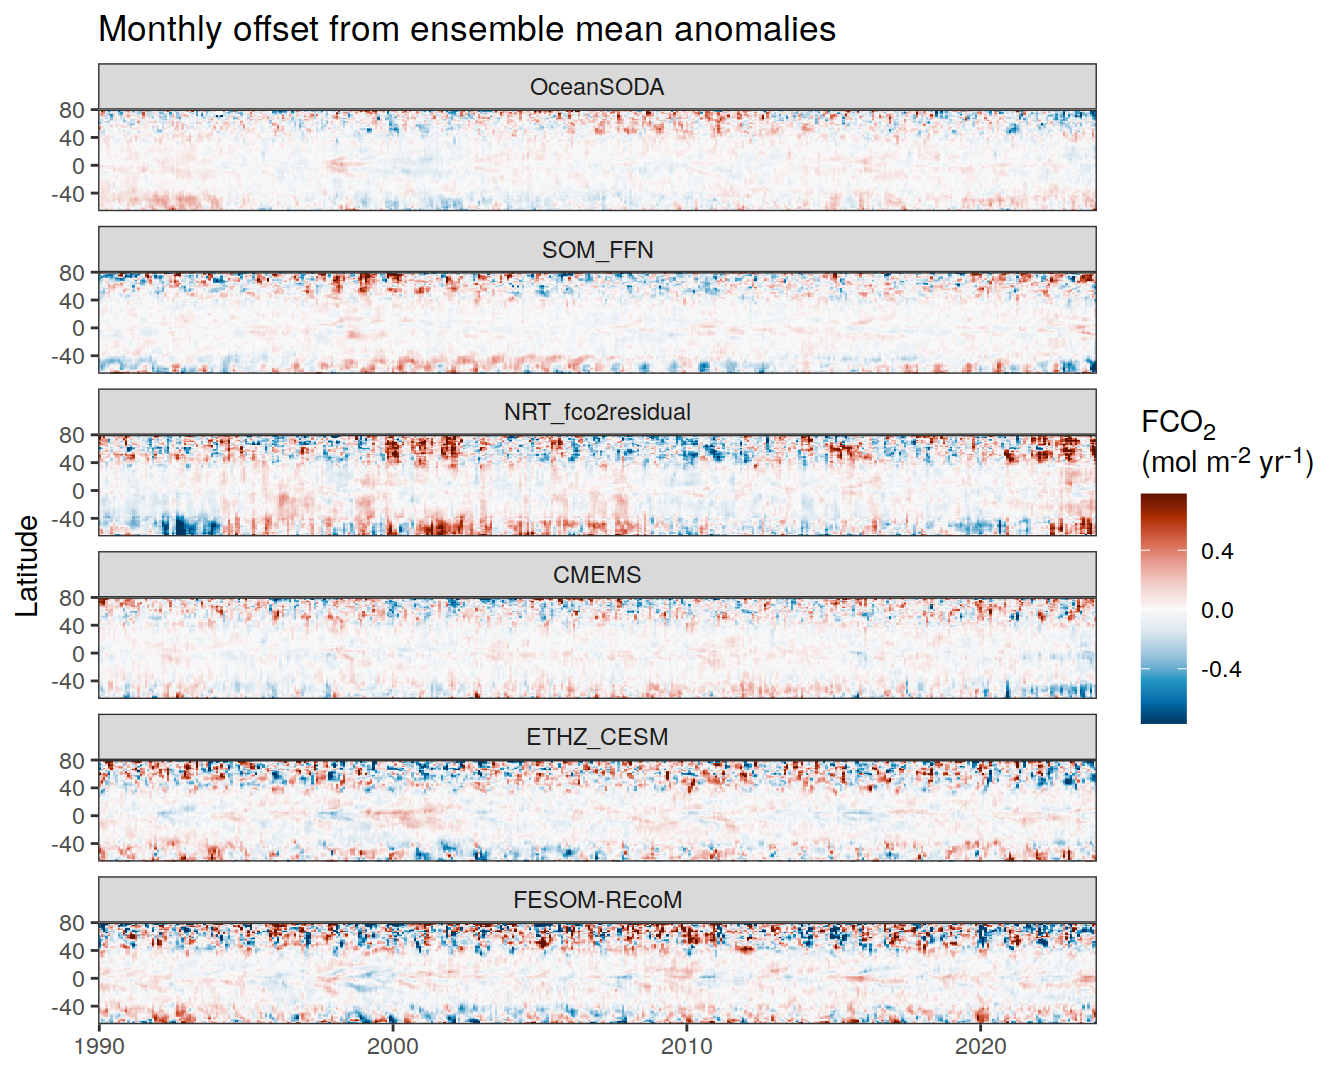 Monthly offset from ensemble mean anomalies
OceanSODA
80
40
0
-40
SOM_FFN
80
40
0
-40
NRT_fco2residual
80
40
0
-40
CMEMS
80
40
0
-40
ETHZ_CESM
80
40
0
-40
FESOM-REcoM
80
40
0
-40
1990 2000 2010 2020
Latitude
FCO₂
(mol m⁻² yr⁻¹)
0.4
0.0
-0.4